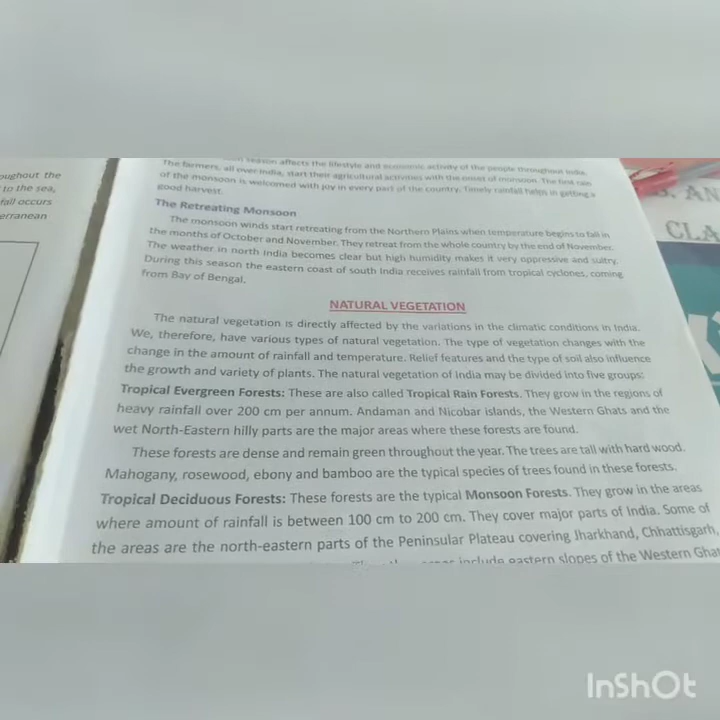 oughout the
to the sea,
fall occurs
erranean
season affects the lifestyle and economic activity of the people throughout India.
The farmers, all over India, start their agricultural activities with the onset of monsoon. The first rain
of the monsoon is welcomed with joy in every part of the country. Timely rainfall helps in getting a
good harvest.
The Retreating Monsoon
The monsoon winds start retreating from the Northern Plains when temperature begins to fall in
the months of October and November. They retreat from the whole country by the end of November.
The weather in north India becomes clear but high humidity makes it very oppressive and sultry.
During this season the eastern coast of south India receives rainfall from tropical cyclones, coming
from Bay of Bengal.
NATURAL VEGETATION
The natural vegetation is directly affected by the variations in the climatic conditions in India.
We, therefore, have various types of natural vegetation. The type of vegetation changes with the
change in the amount of rainfall and temperature. Relief features and the type of soil also influence
the growth and variety of plants. The natural vegetation of India may be divided into five groups:
Tropical Evergreen Forests: These are also called Tropical Rain Forests. They grow in the regions of
heavy rainfall over 200 cm per annum. Andaman and Nicobar islands, the Western Ghats and the
wet North-Eastern hilly parts are the major areas where these forests are found.
These forests are dense and remain green throughout the year. The trees are tall with hard wood.
Mahogany, rosewood, ebony and bamboo are the typical species of trees found in these forests.
Tropical Deciduous Forests: These forests are the typical Monsoon Forests. They grow in the areas
where amount of rainfall is between 100 cm to 200 cm. They cover major parts of India. Some of
the areas are the north-eastern parts of the Peninsular Plateau covering Jharkhand, Chhattisgarh,
include eastern slopes of the Western Ghat
S. AN
CLA
InShOt